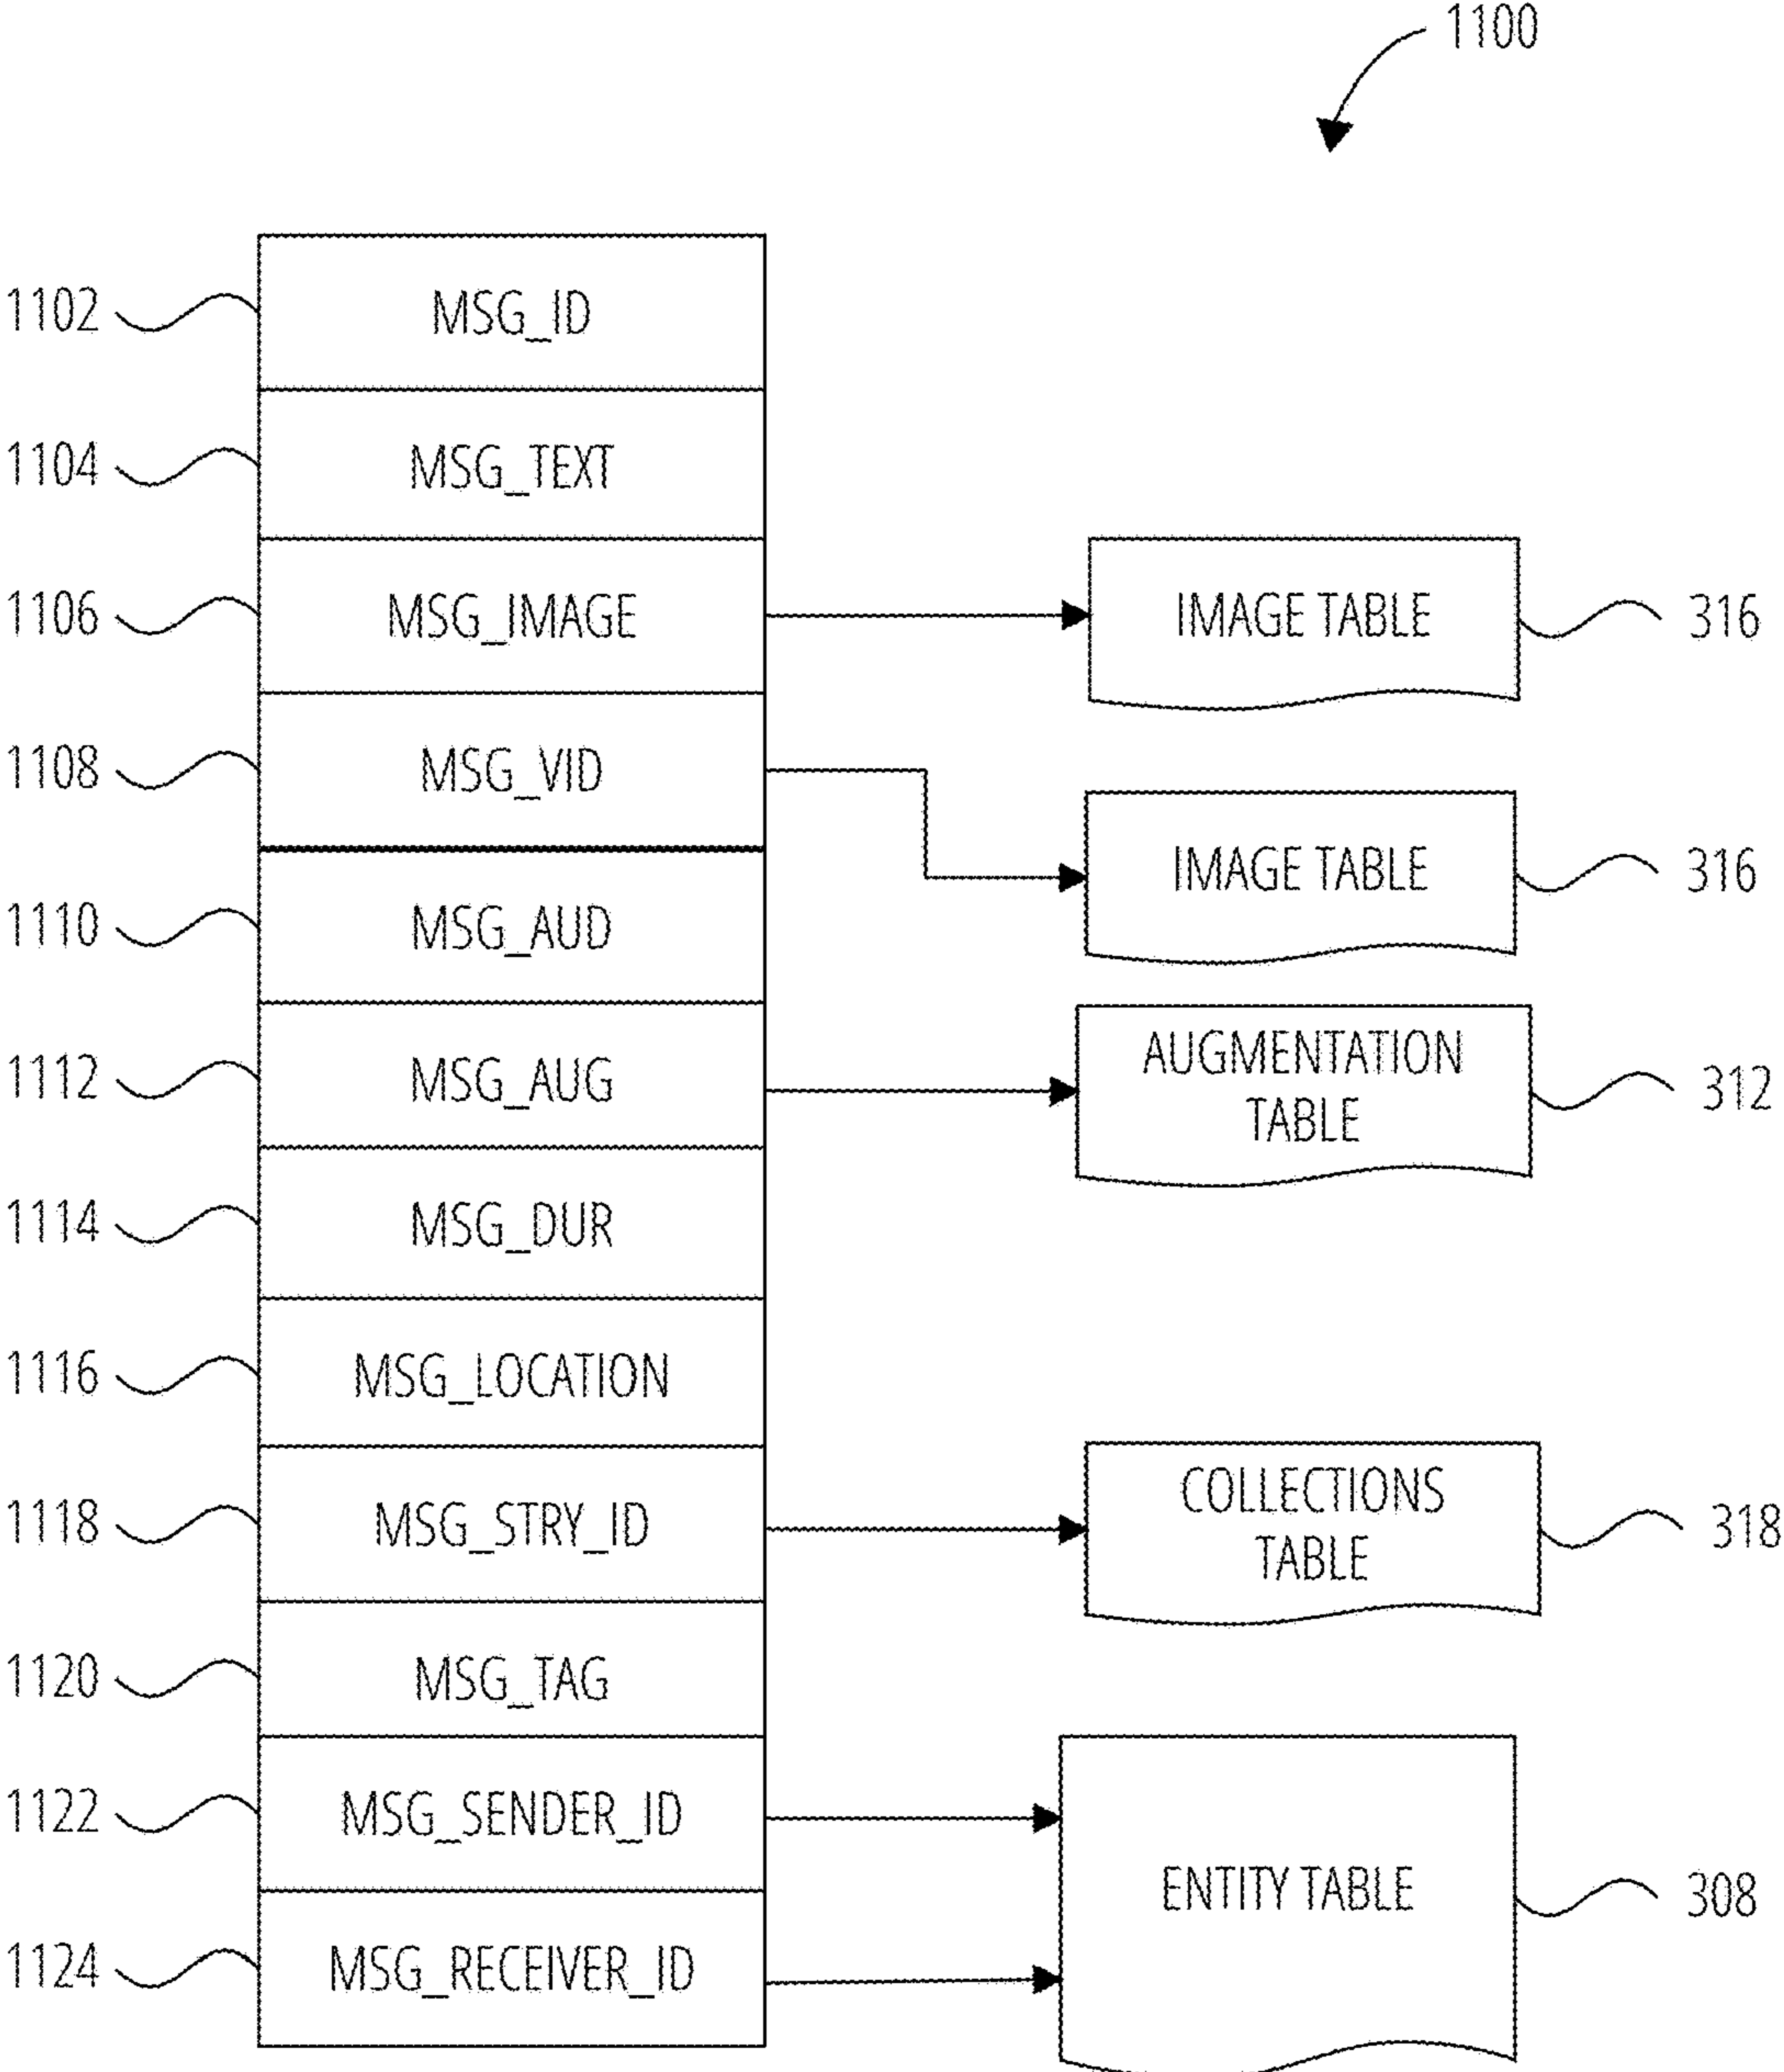 1100
1102 MSG_ID
1104 MSG_TEXT
1106 MSG_IMAGE IMAGE TABLE 316
1108 MSG_VID
IMAGE TABLE 316
1110 MSG_AUD
1112 MSG_AUG AUGMENTATION
TABLE 312
1114 MSG_DUR
1116 MSG_LOCATION
1118 MSG_STRY_ID COLLECTIONS
TABLE 318
1120 MSG_TAG
1122 MSG_SENDER_ID
ENTITY TABLE 308
1124 MSG_RECEIVER_ID